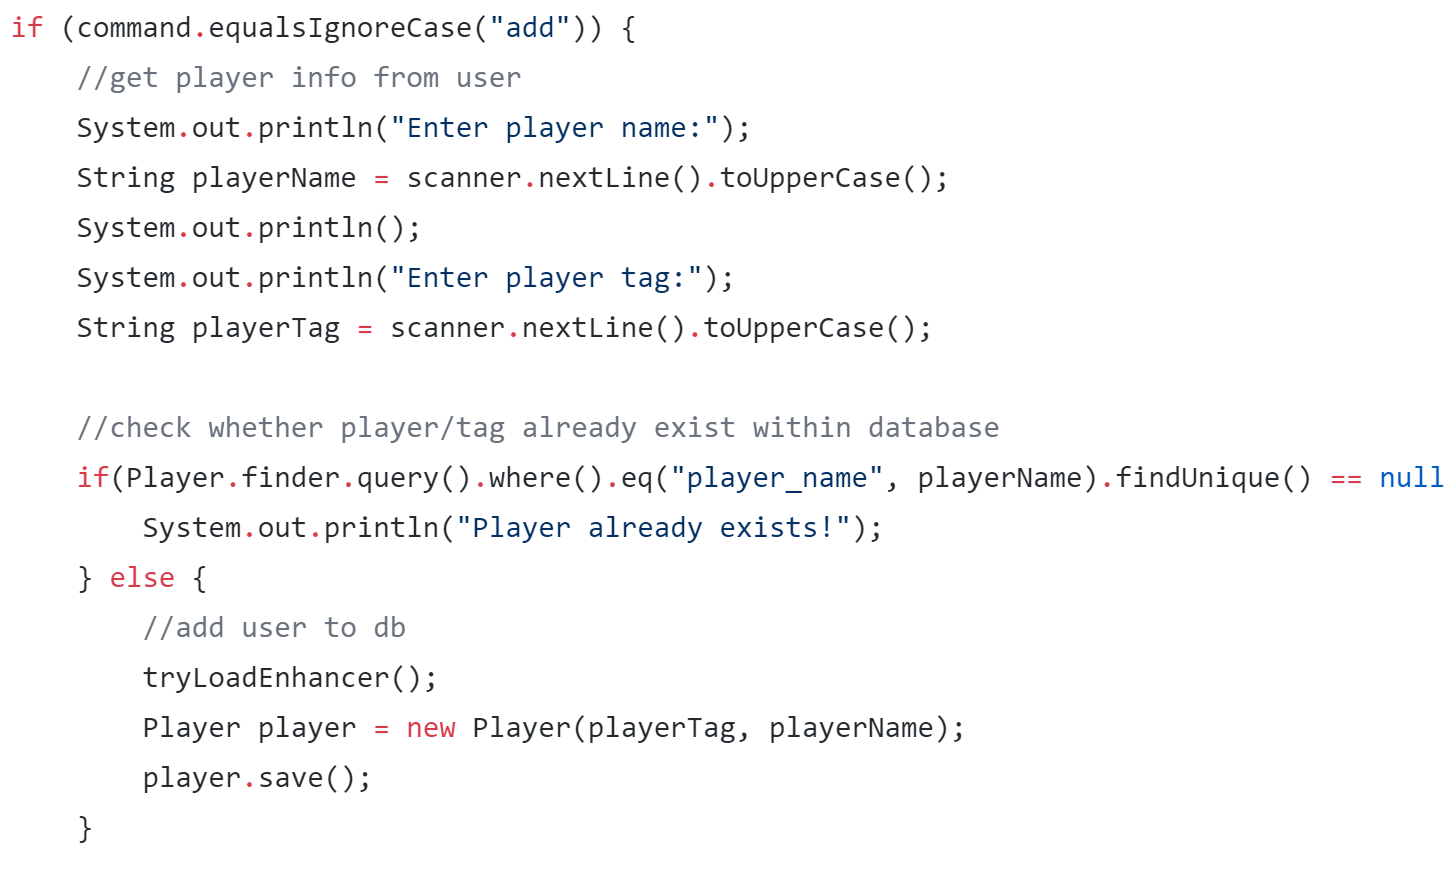 if (command.equalsIgnoreCase("add")) {
    //get player info from user
    System.out.println("Enter player name:");
    String playerName = scanner.nextLine().toUpperCase();
    System.out.println();
    System.out.println("Enter player tag:");
    String playerTag = scanner.nextLine().toUpperCase();

    //check whether player/tag already exist within database
    if(Player.finder.query().where().eq("player_name", playerName).findUnique() == null
        System.out.println("Player already exists!");
    } else {
        //add user to db
        tryLoadEnhancer();
        Player player = new Player(playerTag, playerName);
        player.save();
    }